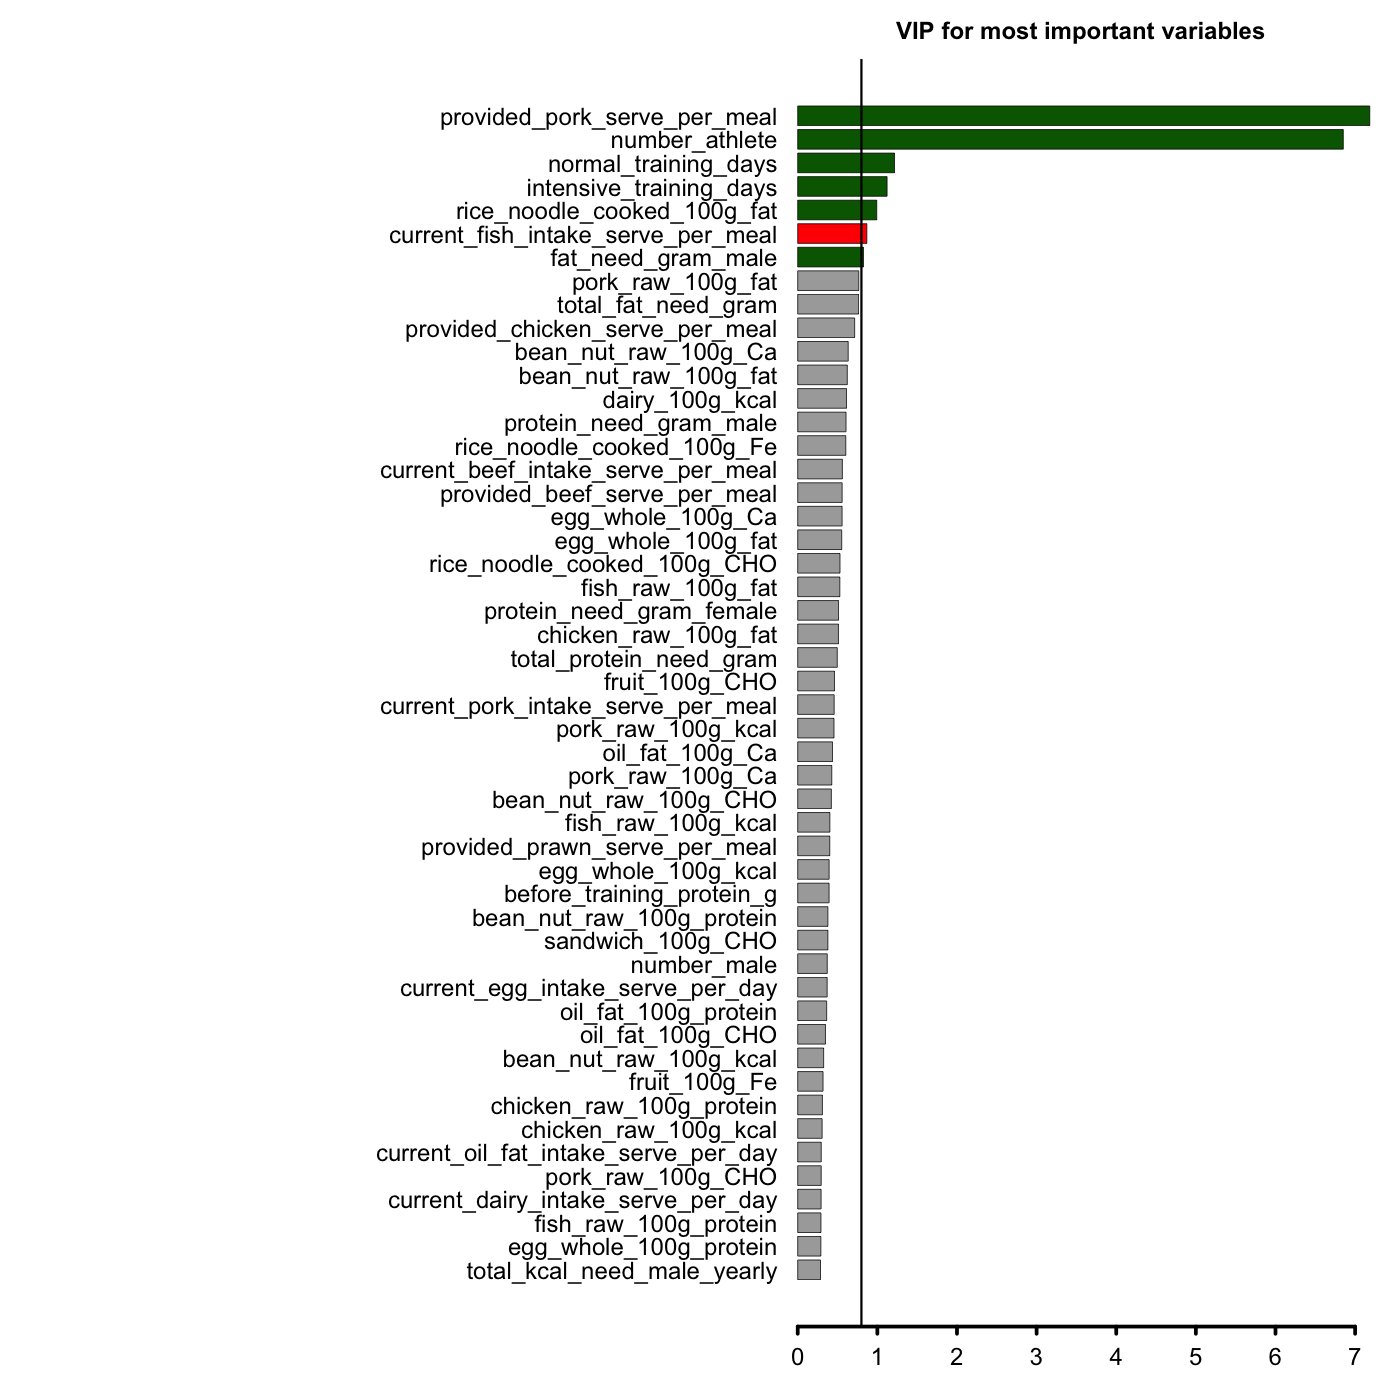 VIP for most important variables
provided_pork_serve_per_meal
number_athlete
normal_training_days
intensive_training_days
rice_noodle_cooked_100g_fat
current_fish_intake_serve_per_meal
fat_need_gram_male
pork_raw_100g_fat
total_fat_need_gram
provided_chicken_serve_per_meal
bean_nut_raw_100g_Ca
bean_nut_raw_100g_fat
dairy_100g_kcal
protein_need_gram_male
rice_noodle_cooked_100g_Fe
current_beef_intake_serve_per_meal
provided_beef_serve_per_meal
egg_whole_100g_Ca
egg_whole_100g_fat
rice_noodle_cooked_100g_CHO
fish_raw_100g_fat
protein_need_gram_female
chicken_raw_100g_fat
total_protein_need_gram
fruit_100g_CHO
current_pork_intake_serve_per_meal
pork_raw_100g_kcal
oil_fat_100g_Ca
pork_raw_100g_Ca
bean_nut_raw_100g_CHO
fish_raw_100g_kcal
provided_prawn_serve_per_meal
egg_whole_100g_kcal
before_training_protein_g
bean_nut_raw_100g_protein
sandwich_100g_CHO
number_male
current_egg_intake_serve_per_day
oil_fat_100g_protein
oil_fat_100g_CHO
bean_nut_raw_100g_kcal
fruit_100g_Fe
chicken_raw_100g_protein
chicken_raw_100g_kcal
current_oil_fat_intake_serve_per_day
pork_raw_100g_CHO
current_dairy_intake_serve_per_day
fish_raw_100g_protein
egg_whole_100g_protein
total_kcal_need_male_yearly
0 1 2 3 4 5 6 7